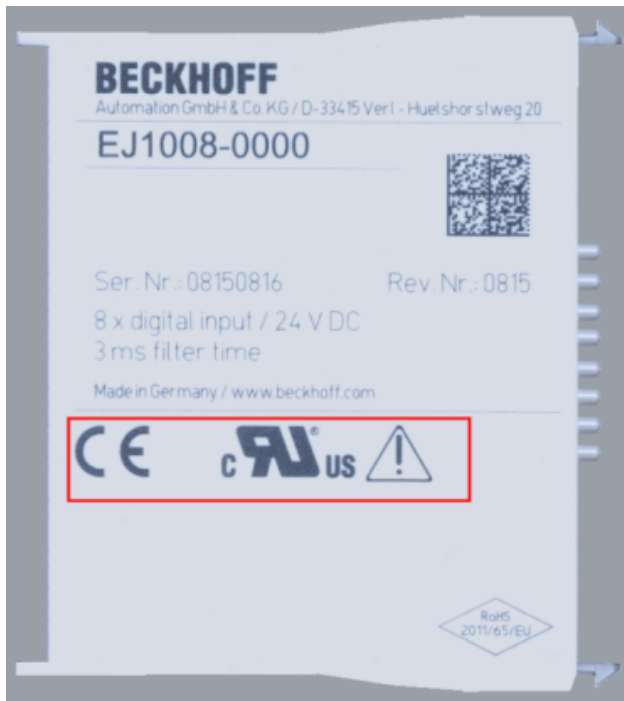 BECKHOFF
Automation GmbH & Co. KG / D-33415 Verl - Huelshorstweg 20
EJ1008-0000
Ser. Nr.: 08150816 Rev. Nr.: 0815
8 x digital input / 24 V DC
3 ms filter time
Made in Germany / www.beckhoff.com
CE C RU® US
RoHS
2011/65/EU